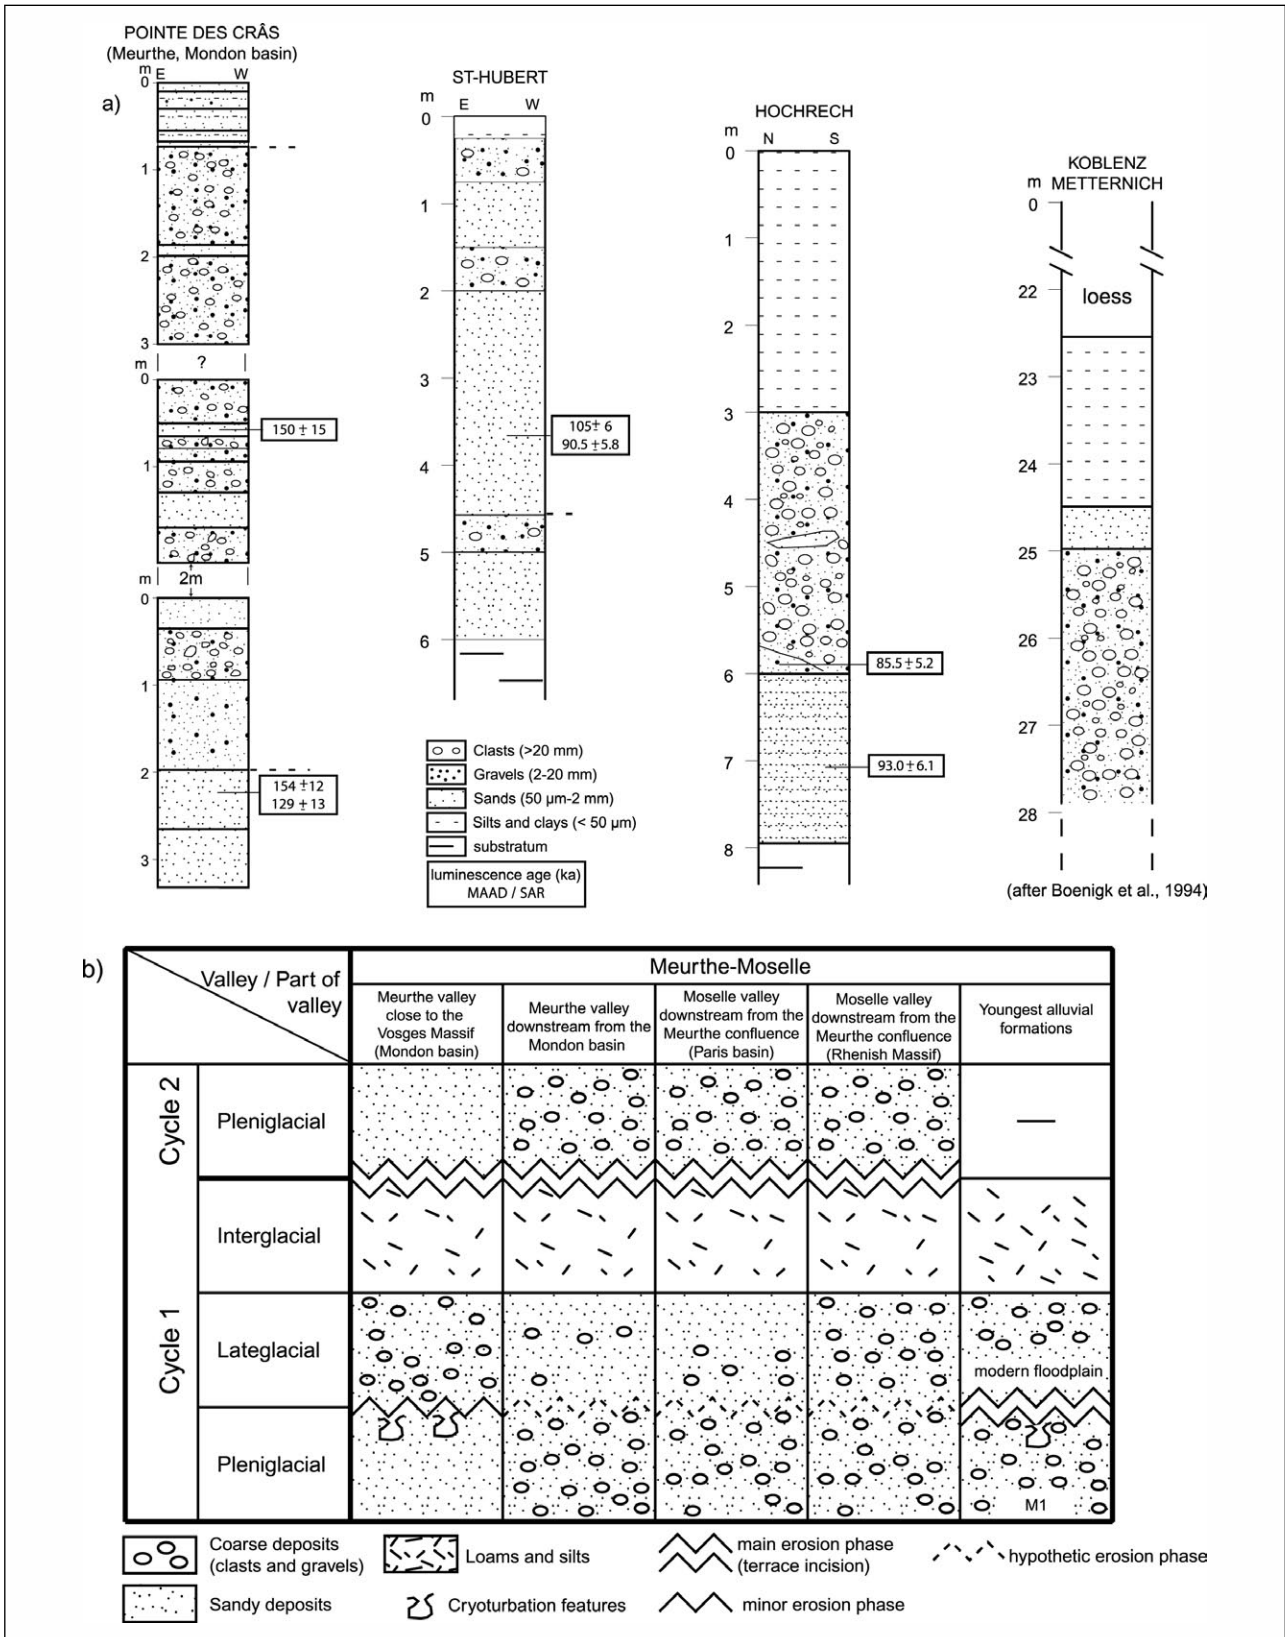 a)
POINTE DES CRÂS
(Meurthe, Mondon basin)
m
E W
0
1
2
3
m
?
0
1
150 ± 15
m
2m
0
1
2
3
154 ± 12
129 ± 13
ST-HUBERT
m
E W
0
1
2
3
4
5
6
105± 6
90.5 ±5.8
Clasts (>20 mm)
Gravels (2-20 mm)
Sands (50 µm-2 mm)
Silts and clays (< 50 µm)
substratum
luminescence age (ka)
MAAD / SAR
HOCHRECH
m
N S
0
1
2
3
4
5
6
7
8
85.5±5.2
93.0±6.1
KOBLENZ
METTERNICH
m
0
22
23
24
25
26
27
28
loess
(after Boenigk et al., 1994)
b)
Valley / Part of
valley
Meurthe-Moselle
Meurthe valley
close to the
Vosges Massif
(Mondon basin)
Meurthe valley
downstream from the
Mondon basin
Moselle valley
downstream from the
Meurthe confluence
(Paris basin)
Moselle valley
downstream from the
Meurthe confluence
(Rhenish Massif)
Youngest alluvial
formations
Cycle 2
Pleniglacial
Interglacial
Cycle 1
Lateglacial
modern floodplain
Pleniglacial
M1
Coarse deposits
(clasts and gravels)
Loams and silts
main erosion phase
(terrace incision)
hypothetic erosion phase
Sandy deposits
Cryoturbation features
minor erosion phase